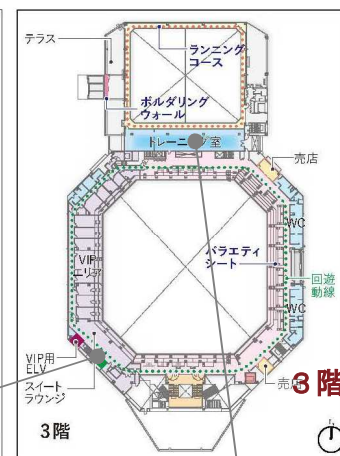 テラス
ランニング
コース
ボルダリング
ウォール
トレーニング室
売店
WC
VIP
エリア
バラエティ
シート
回遊
動線
WC
VIP用
ELV
スイート
ラウンジ
売店
3階
3階